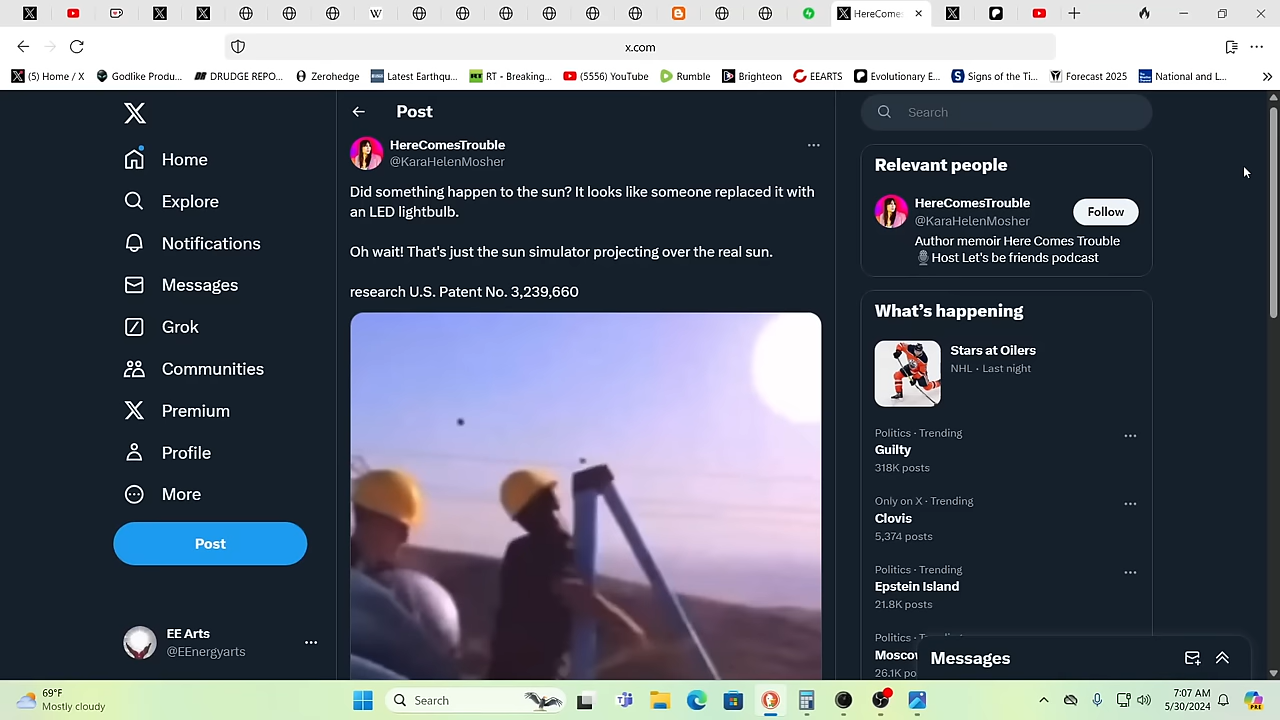 HereCome:
x.com
(5) Home / X
Godlike Produ...
DRUDGE REPO...
Zerohedge
Latest Earthqu...
RT - Breaking...
(5556) YouTube
Rumble
Brighteon
EEARTS
Evolutionary E...
Signs of the Ti...
Forecast 2025
National and L...
Home
Explore
Notifications
Messages
Grok
Communities
Premium
Profile
More
Post
EE Arts
@EEnergyarts
Post
HereComesTrouble
@KaraHelenMosher
Did something happen to the sun? It looks like someone replaced it with
an LED lightbulb.
Oh wait! That's just the sun simulator projecting over the real sun.
research U.S. Patent No. 3,239,660
Search
Relevant people
HereComesTrouble
@KaraHelenMosher
Follow
Author memoir Here Comes Trouble
Host Let's be friends podcast
What's happening
Stars at Oilers
NHL · Last night
Politics · Trending
Guilty
318K posts
Only on X · Trending
Clovis
5,374 posts
Politics · Trending
Epstein Island
21.8K posts
Politics ·
26.1K po
Messages
69°F
Mostly cloudy
Search
7:07 AM
5/30/2024